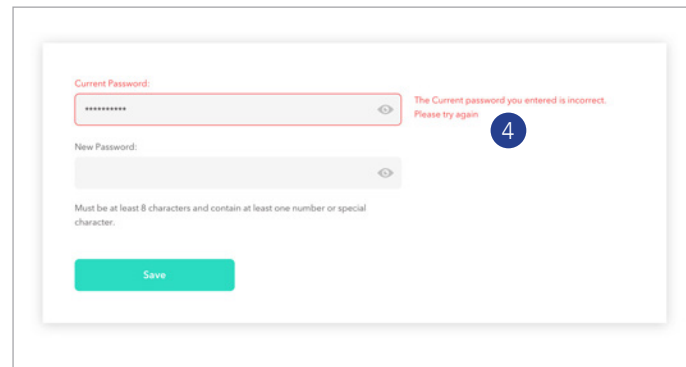 Current Password:
**********
The Current password you entered is incorrect.
Please try again
4
New Password:
Must be at least 8 characters and contain at least one number or special
character.
Save